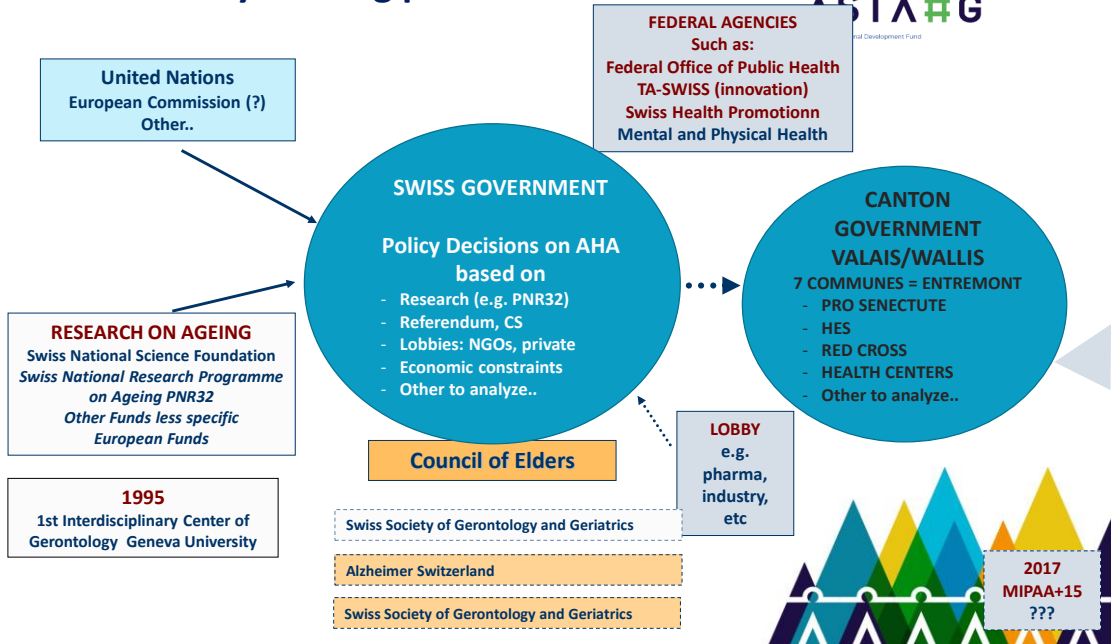 ASTA#G
nal Development Fund
FEDERAL AGENCIES
Such as:
Federal Office of Public Health
TA-SWISS (innovation)
Swiss Health Promotionn
Mental and Physical Health
United Nations
European Commission (?)
Other..
SWISS GOVERNMENT
Policy Decisions on AHA
based on
- Research (e.g. PNR32)
- Referendum, CS
- Lobbies: NGOs, private
- Economic constraints
- Other to analyze..
CANTON
GOVERNMENT
VALAIS/WALLIS
7 COMMUNES = ENTREMONT
- PRO SENECTUTE
- HES
- RED CROSS
- HEALTH CENTERS
- Other to analyze..
RESEARCH ON AGEING
Swiss National Science Foundation
Swiss National Research Programme
on Ageing PNR32
Other Funds less specific
European Funds
LOBBY
e.g.
pharma,
industry,
etc
Council of Elders
1995
1st Interdisciplinary Center of
Gerontology Geneva University
Swiss Society of Gerontology and Geriatrics
Alzheimer Switzerland
Swiss Society of Gerontology and Geriatrics
2017
MIPAA+15
???